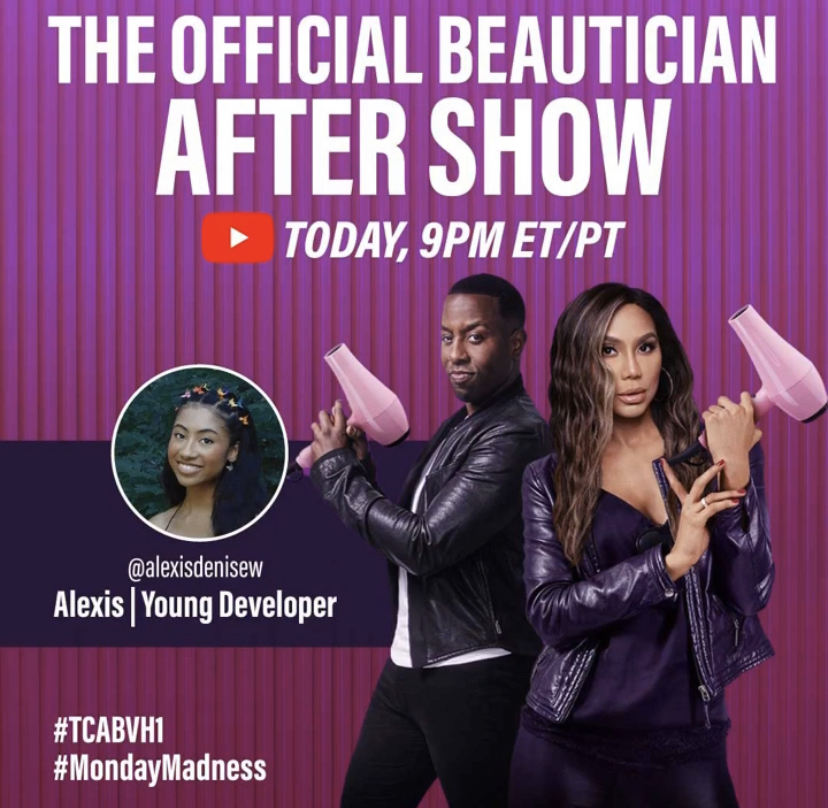 THE OFFICIAL BEAUTICIAN
AFTER SHOW
TODAY, 9PM ET/PT
@alexisdenisew
Alexis | Young Developer
#TCABVH1
#MondayMadness